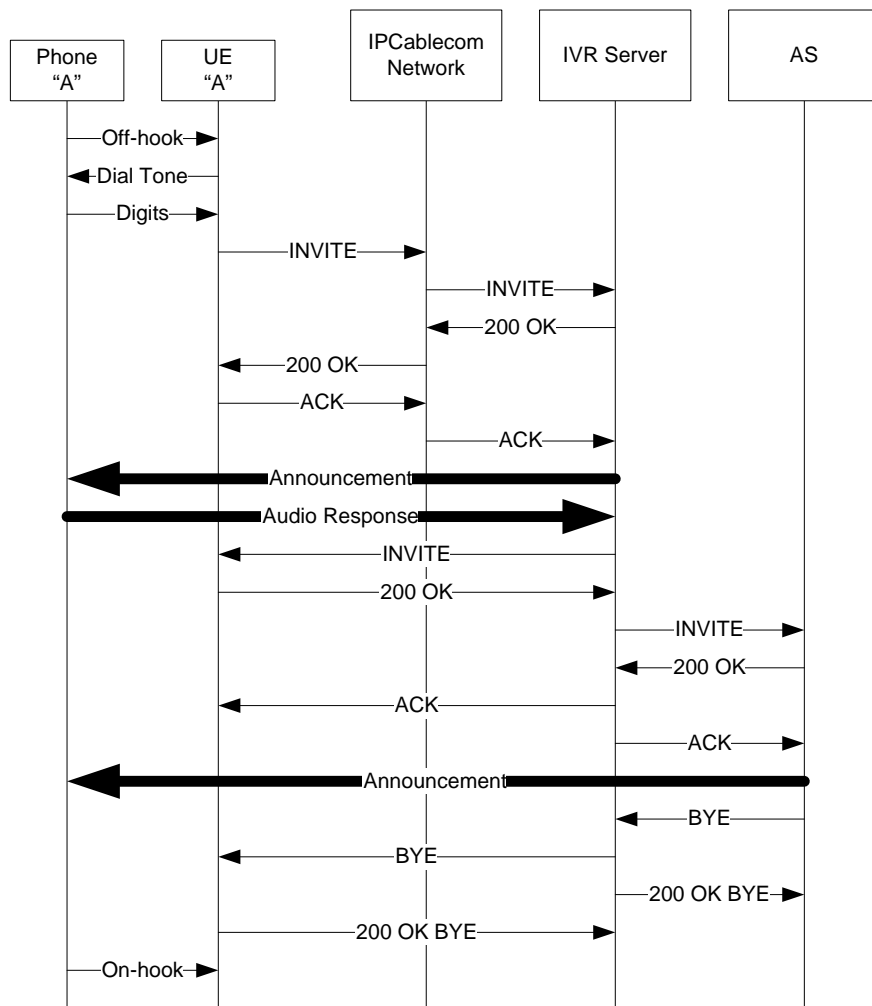 Phone
“A”
UE
“A”
IPCablecom
Network
IVR Server
AS
Off-hook
Dial Tone
Digits
INVITE
INVITE
200 OK
200 OK
ACK
ACK
Announcement
Audio Response
INVITE
200 OK
INVITE
200 OK
ACK
ACK
Announcement
BYE
BYE
200 OK BYE
200 OK BYE
On-hook